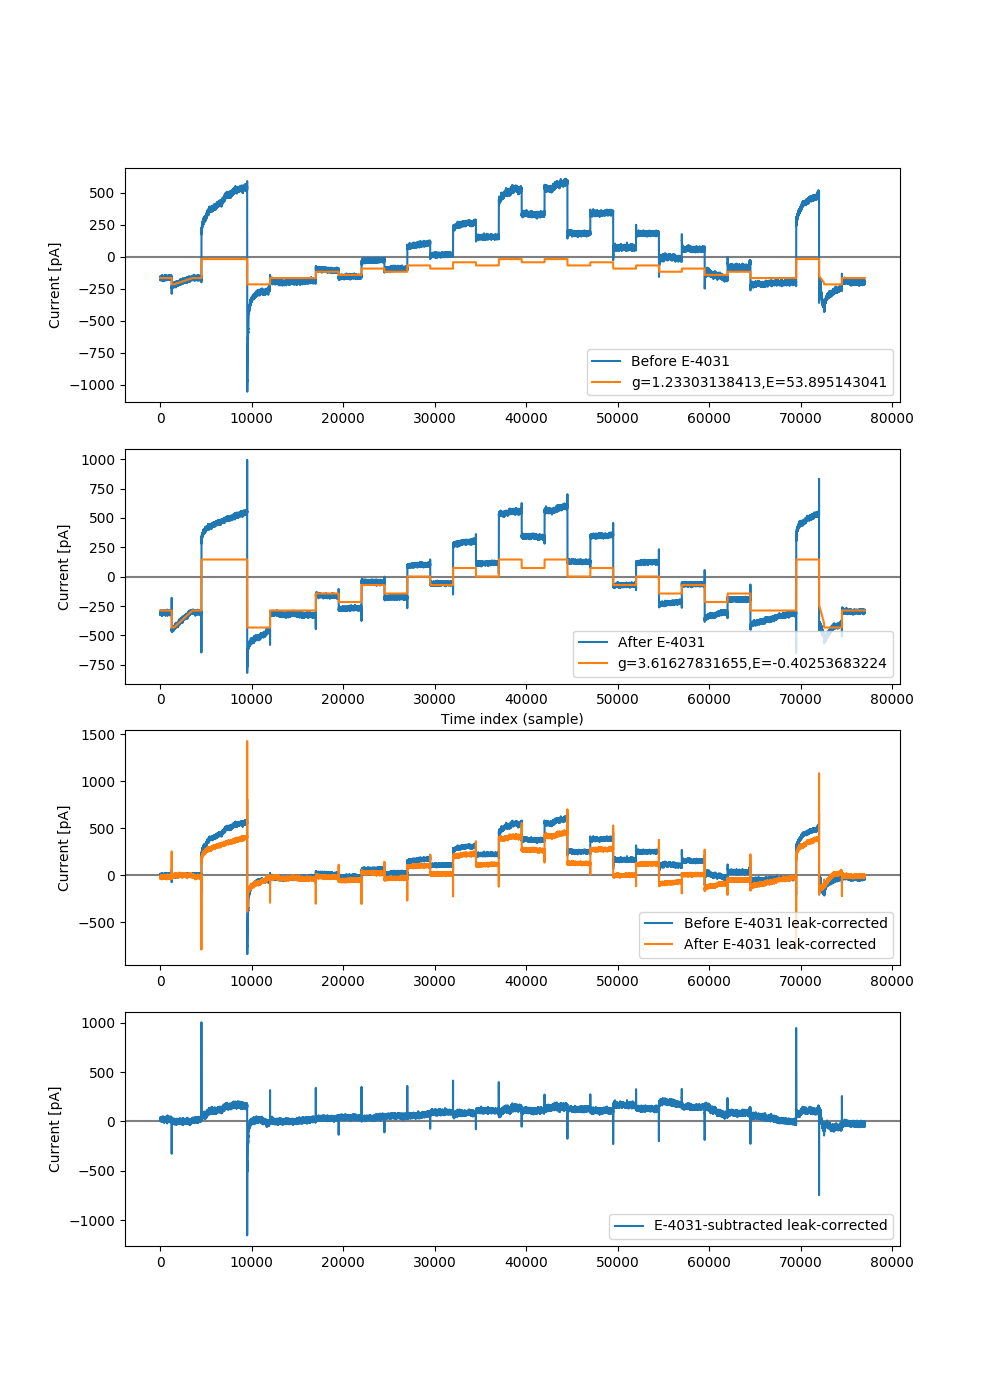 500
250
0
−250
−500
−750
−1000
Current [pA]
Before E-4031
g=1.23303138413,E=53.895143041
0 10000 20000 30000 40000 50000 60000 70000 80000
1000
750
500
250
0
−250
−500
−750
Current [pA]
After E-4031
g=3.61627831655,E=-0.40253683224
0 10000 20000 30000 40000 50000 60000 70000 80000
Time index (sample)
1500
1000
500
0
−500
Current [pA]
Before E-4031 leak-corrected
After E-4031 leak-corrected
0 10000 20000 30000 40000 50000 60000 70000 80000
1000
500
0
−500
−1000
Current [pA]
E-4031-subtracted leak-corrected
0 10000 20000 30000 40000 50000 60000 70000 80000